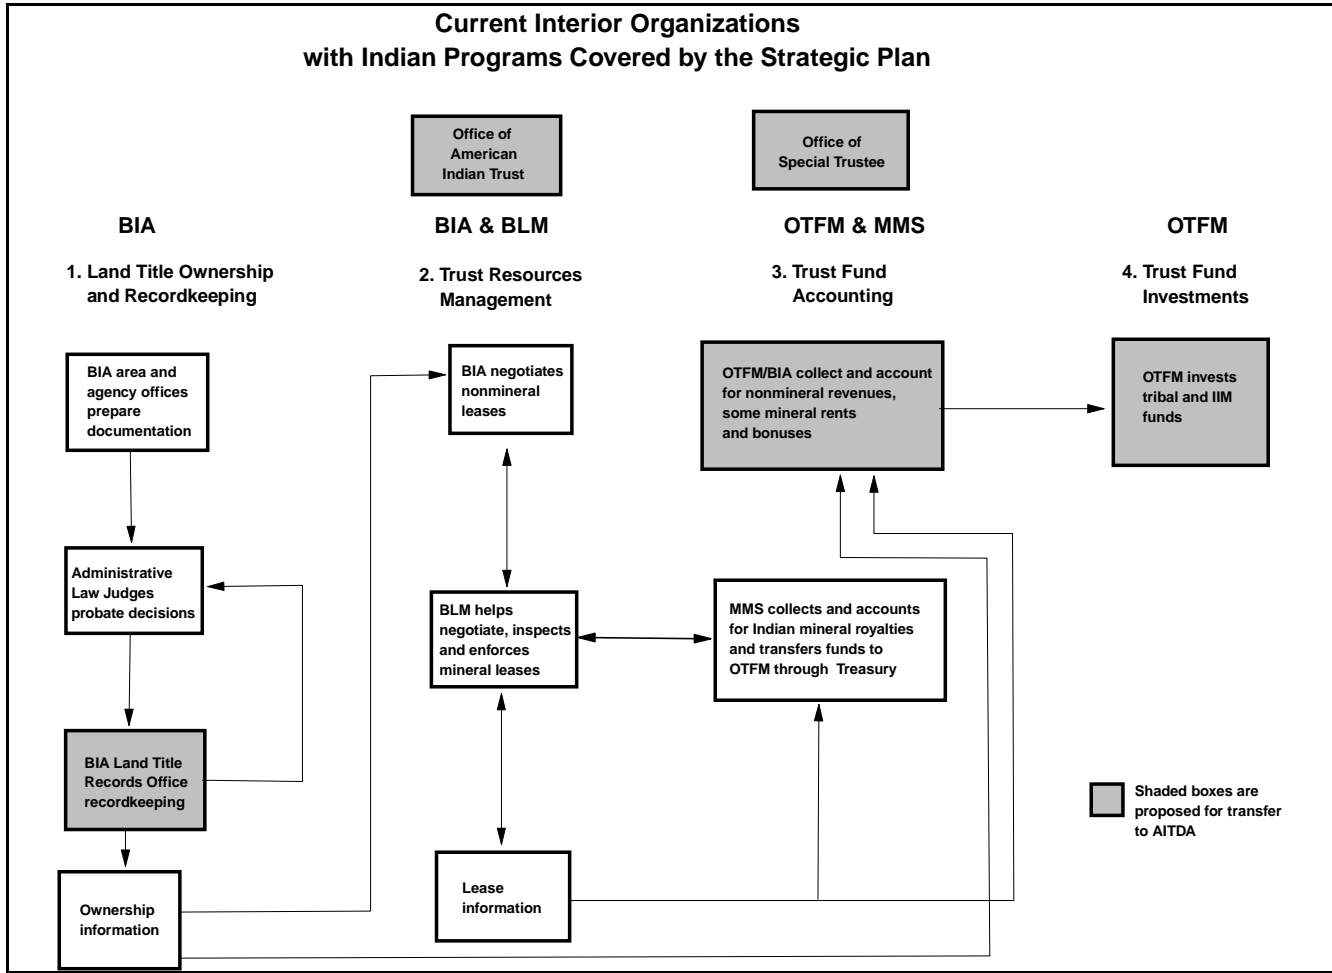 Current Interior Organizations
with Indian Programs Covered by the Strategic Plan
Office of
American
Indian Trust
Office of
Special Trustee
BIA
BIA & BLM
OTFM & MMS
OTFM
1. Land Title Ownership
and Recordkeeping
2. Trust Resources
Management
3. Trust Fund
Accounting
4. Trust Fund
Investments
BIA area and
agency offices
prepare
documentation
BIA negotiates
nonmineral
leases
OTFM/BIA collect and account
for nonmineral revenues,
some mineral rents
and bonuses
OTFM invests
tribal and IIM
funds
Administrative
Law Judges
probate decisions
BLM helps
negotiate, inspects
and enforces
mineral leases
MMS collects and accounts
for Indian mineral royalties
and transfers funds to
OTFM through Treasury
BIA Land Title
Records Office
recordkeeping
Shaded boxes are
proposed for transfer
to AITDA
Ownership
information
Lease
information